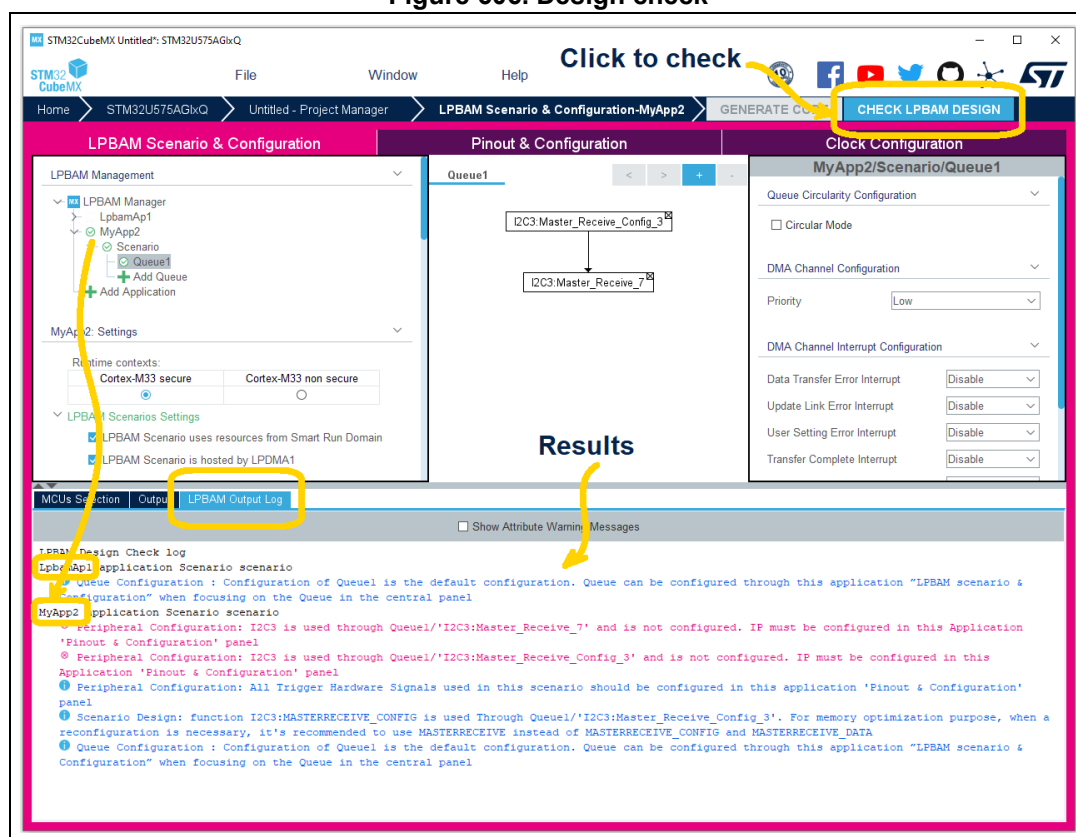 Figure 606. Design check
MX STM32CubeMX Untitled*: STM32U575AGIxQ
STM32
CubeMX
File
Window
Help
Click to check
Home
STM32U575AGIxQ
Untitled - Project Manager
LPBAM Scenario & Configuration-MyApp2
GENERATE CO
CHECK LPBAM DESIGN
LPBAM Scenario & Configuration
Pinout & Configuration
Clock Configuration
LPBAM Management
MX LPBAM Manager
LpbamAp1
MyApp2
Scenario
Queue1
Add Queue
Add Application
MyApp2: Settings
Runtime contexts:
Cortex-M33 secure
Cortex-M33 non secure
LPBAM Scenarios Settings
LPBAM Scenario uses resources from Smart Run Domain
LPBAM Scenario is hosted by LPDMA1
Queue1
<
>
+
-
I2C3:Master_Receive_Config_3
I2C3:Master_Receive_7
MyApp2/Scenario/Queue1
Queue Circularity Configuration
Circular Mode
DMA Channel Configuration
Priority
Low
DMA Channel Interrupt Configuration
Data Transfer Error Interrupt
Disable
Update Link Error Interrupt
Disable
User Setting Error Interrupt
Disable
Transfer Complete Interrupt
Disable
Results
MCUs Selection
Output
LPBAM Output Log
Show Attribute Warning Messages
LPBAM Design Check log
LpbamAp1 application Scenario scenario
Queue Configuration : Configuration of Queue1 is the default configuration. Queue can be configured through this application "LPBAM scenario &
Configuration" when focusing on the Queue in the central panel
MyApp2 application Scenario scenario
Peripheral Configuration: I2C3 is used through Queue1/'I2C3:Master_Receive_7' and is not configured. IP must be configured in this Application
'Pinout & Configuration' panel
Peripheral Configuration: I2C3 is used through Queue1/'I2C3:Master_Receive_Config_3' and is not configured. IP must be configured in this
Application 'Pinout & Configuration' panel
Peripheral Configuration: All Trigger Hardware Signals used in this scenario should be configured in this application 'Pinout & Configuration'
panel
Scenario Design: function I2C3:MASTERRECEIVE_CONFIG is used Through Queue1/'I2C3:Master_Receive_Config_3'. For memory optimization purpose, when a
reconfiguration is necessary, it's recommended to use MASTERRECEIVE instead of MASTERRECEIVE_CONFIG and MASTERRECEIVE_DATA
Queue Configuration : Configuration of Queue1 is the default configuration. Queue can be configured through this application "LPBAM scenario &
Configuration" when focusing on the Queue in the central panel